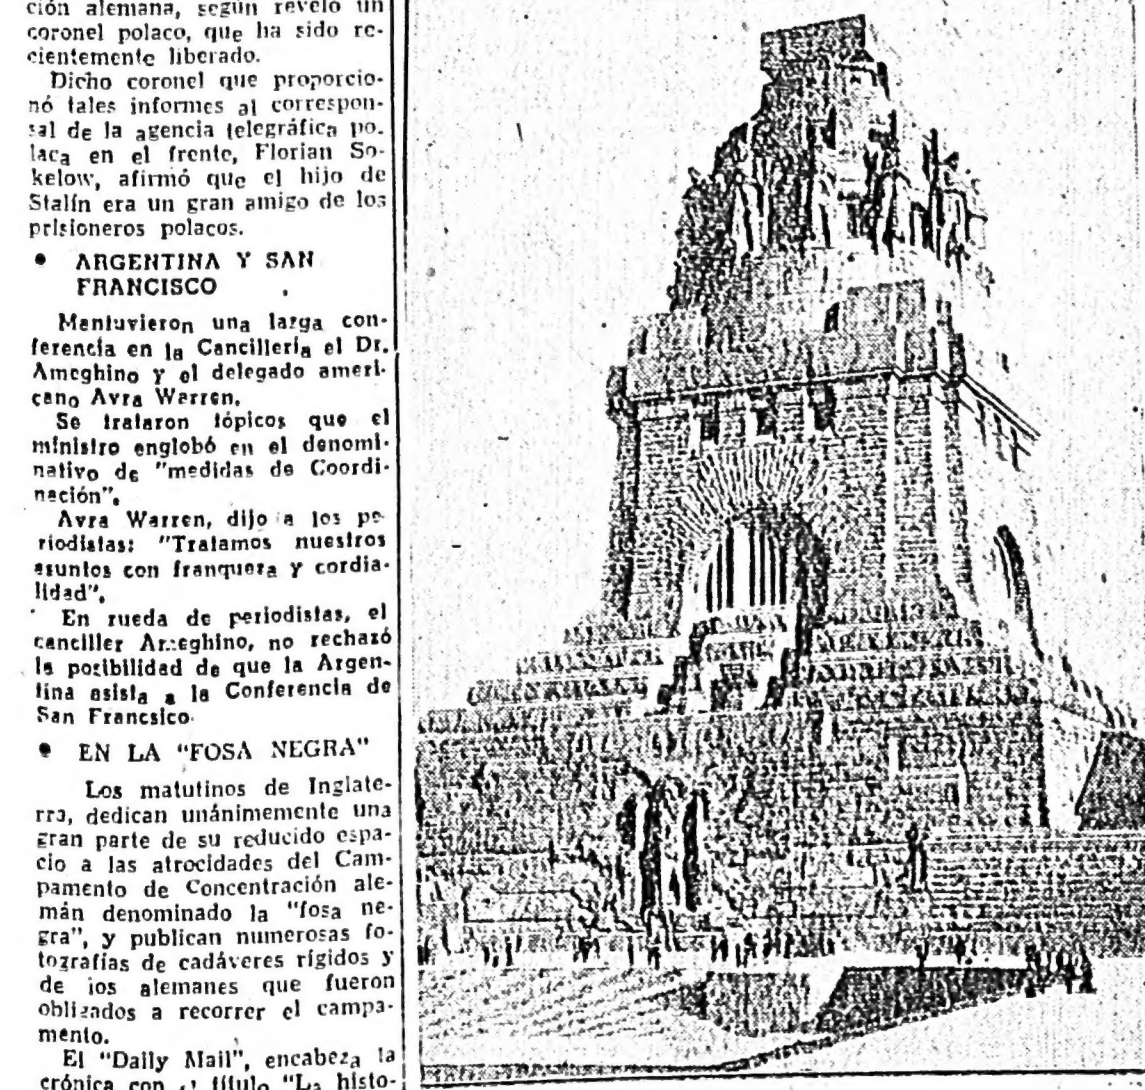 ción alemana, según reveló un
coronel polaco, que ha sido re-
cientemente liberado.
Dicho coronel que proporcio-
nó tales informes al correspon-
sal de la agencia telegráfica po.
laca en el frente, Florian So-
kelow, afirmó que el hijo de
Stalín era un gran amigo de los
prisioneros polacos.
• ARGENTINA Y SAN
FRANCISCO
Mantuvieron una larga con-
ferencia en la Cancillería el Dr.
Ameghino y el delegado ameri-
cano Avra Warren.
Se trataron tópicos que el
ministro englobó en el denomi-
nativo de "medidas de Coordi-
nación".
Avra Warren, dijo a los pe-
riodistas: "Tratamos nuestros
asuntos con franqueza y cordia-
lidad".
En rueda de periodistas, el
canciller Ameghino, no rechazó
la posibilidad de que la Argen-
tina asista a la Conferencia de
San Francsico.
• EN LA "FOSA NEGRA"
Los matutinos de Inglate-
rra, dedican unánimemente una
gran parte de su reducido espa-
cio a las atrocidades del Cam-
pamento de Concentración ale-
mán denominado la "fosa ne-
gra", y publican numerosas fo-
tografías de cadáveres rígidos y
de los alemanes que fueron
obligados a recorrer el campa-
mento.
El "Daily Mail", encabeza la
crónica con el título "La histo-